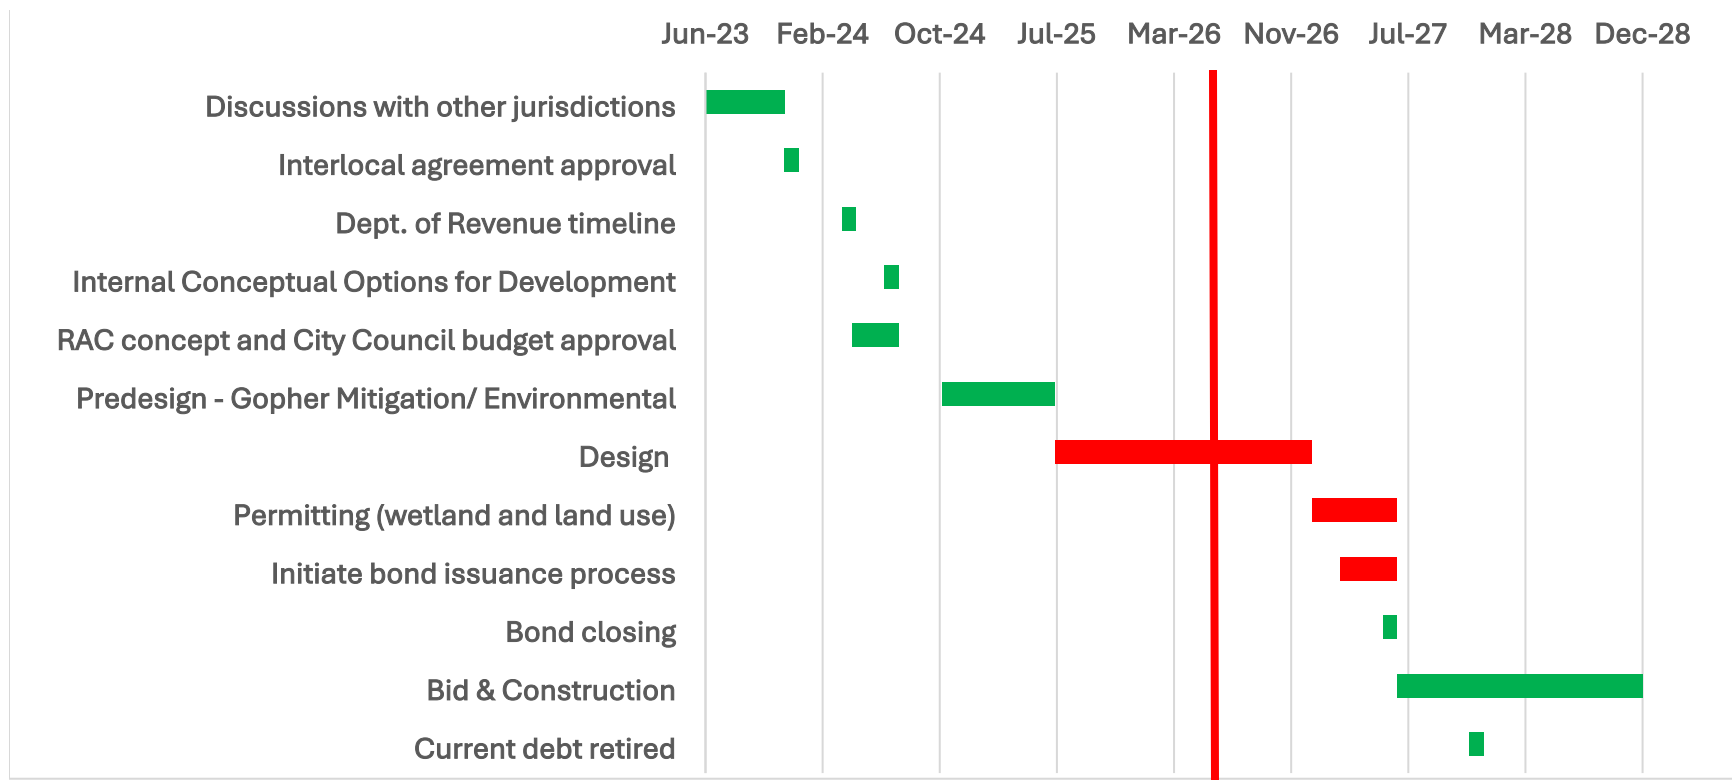 Jun-23 Feb-24 Oct-24 Jul-25 Mar-26 Nov-26 Jul-27 Mar-28 Dec-28
Discussions with other jurisdictions
Interlocal agreement approval
Dept. of Revenue timeline
Internal Conceptual Options for Development
RAC concept and City Council budget approval
Predesign - Gopher Mitigation/ Environmental
Design
Permitting (wetland and land use)
Initiate bond issuance process
Bond closing
Bid & Construction
Current debt retired